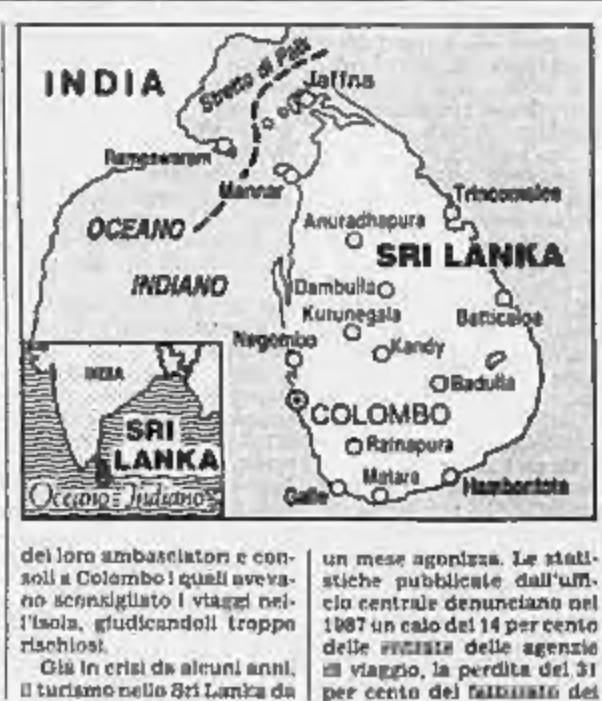 INDIA
Stretto di Palk
Jaffna
Rameswaram
Mannar
Trincomalee
OCEANO
Anuradhapura
SRI LANKA
INDIANO
Dambulla
Kurunegala
Batticaloa
Negombo
Kandy
INDIA
Badulla
COLOMBO
SRI
LANKA
Ratnapura
Oceano Indiano
Matara
Galle
Hambantota
dei loro ambasciatori e con-
soli a Colombo i quali aveva-
no sconsigliato i viaggi nel-
l'isola, giudicandoli troppo
rischiosi.
Già in crisi da alcuni anni,
il turismo nello Sri Lanka da
un mese agonizza. Le stati-
stiche pubblicate dall'uffi-
cio centrale denunciano nel
1987 un calo del 14 per cento
delle entrate delle agenzie
di viaggio, la perdita del 31
per cento del fatturato dei